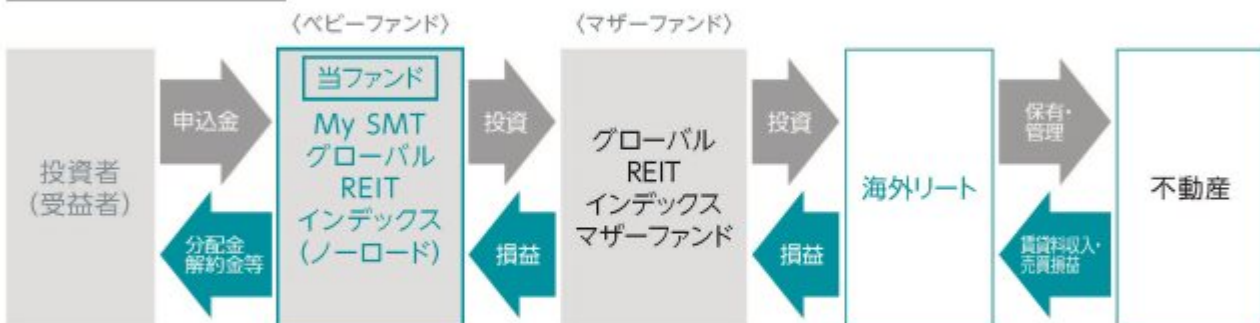 〈ベビーファンド〉
〈マザーファンド〉
投資者
(受益者)
申込金
分配金
解約金等
当ファンド
My SMT
グローバル
REIT
インデックス
(ノーロード)
投資
損益
グローバル
REIT
インデックス
マザーファンド
投資
損益
海外リート
保有・
管理
賃貸料収入・
売買損益
不動産